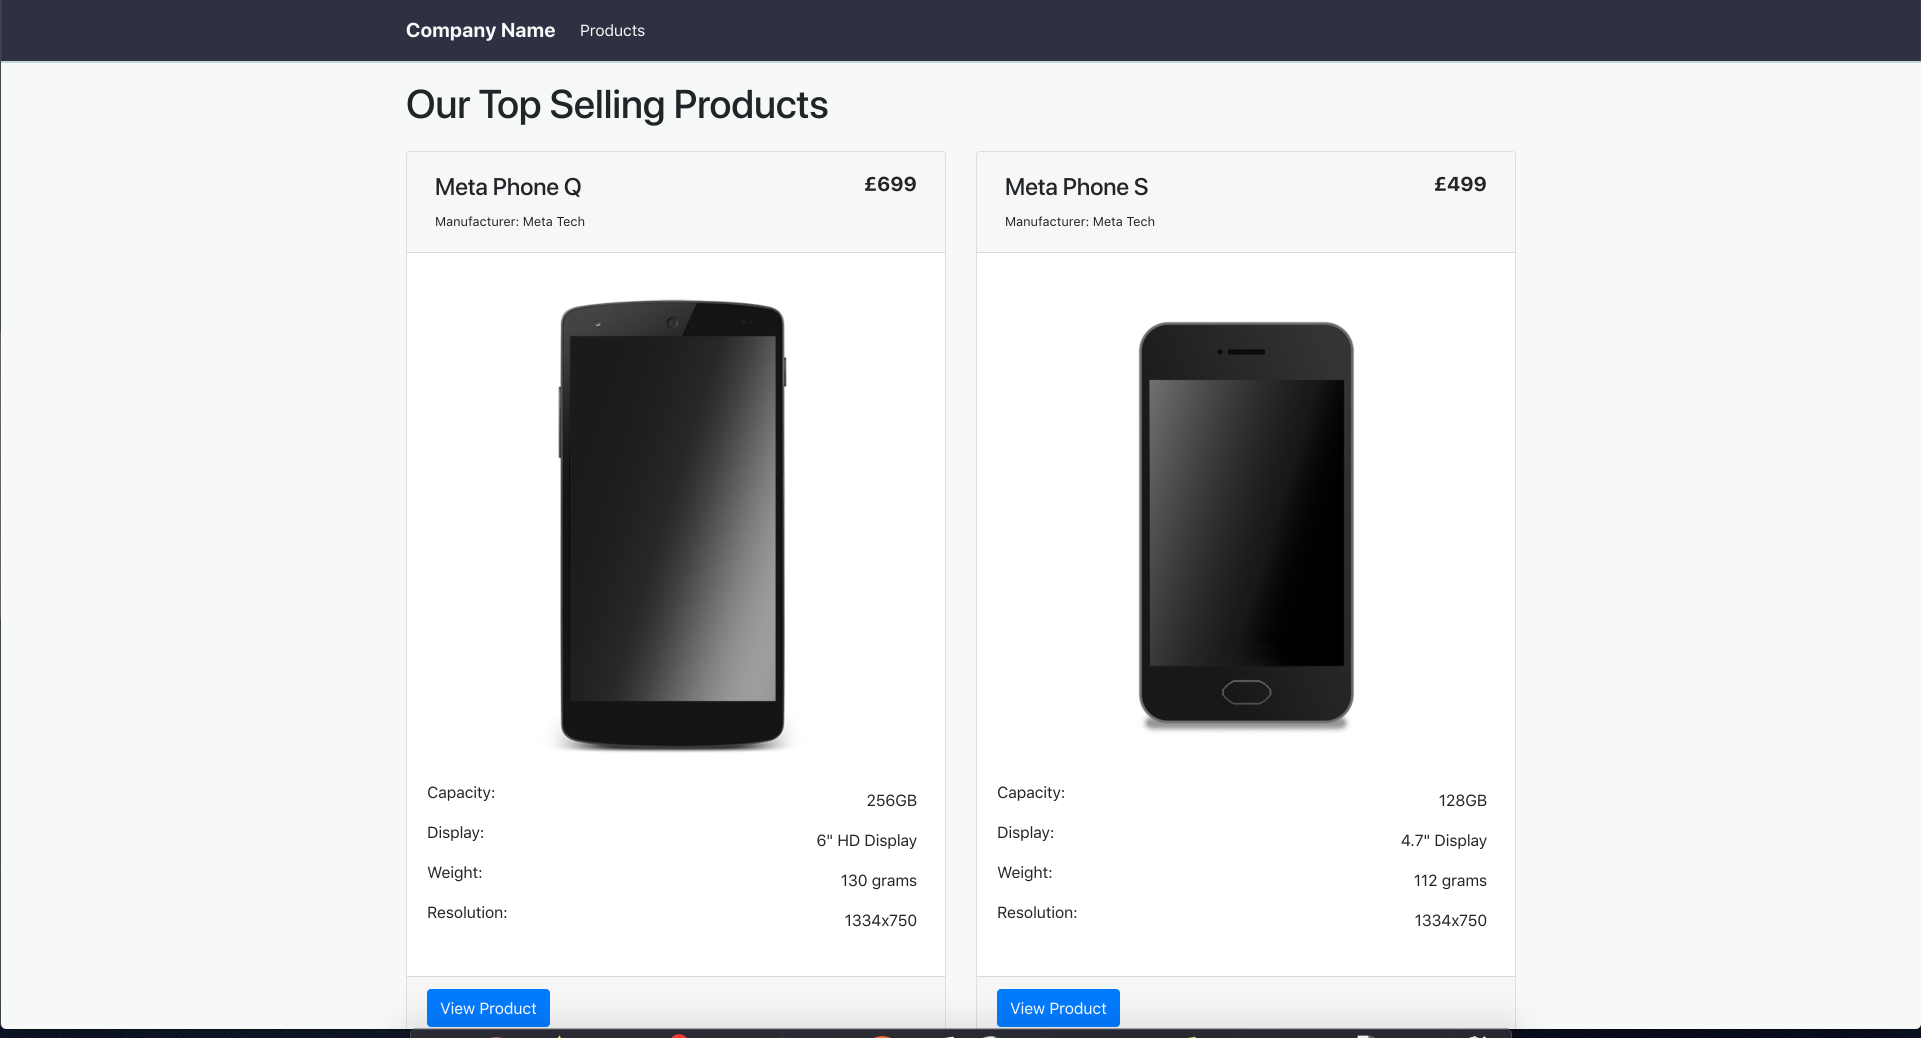 Company Name Products
Our Top Selling Products
Meta Phone Q £699
Manufacturer: Meta Tech
Capacity: 256GB
Display: 6" HD Display
Weight: 130 grams
Resolution: 1334x750
View Product
Meta Phone S £499
Manufacturer: Meta Tech
Capacity: 128GB
Display: 4.7" Display
Weight: 112 grams
Resolution: 1334x750
View Product